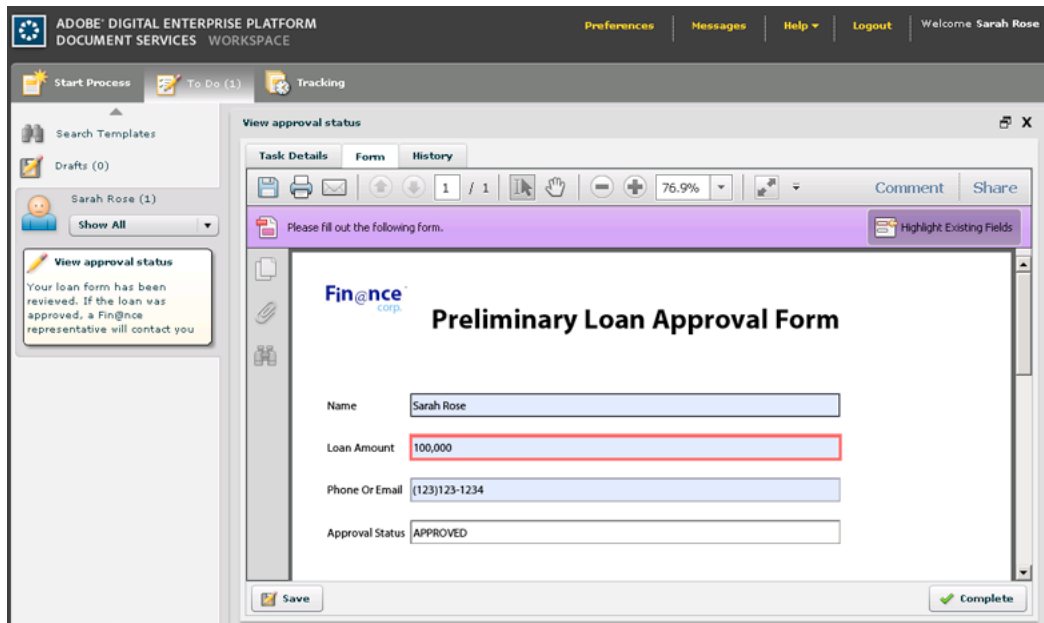 ADOBE® DIGITAL ENTERPRISE PLATFORM
DOCUMENT SERVICES WORKSPACE
Preferences
Messages
Help
Logout
Welcome Sarah Rose
Start Process
To Do (1)
Tracking
Search Templates
Drafts (0)
Sarah Rose (1)
Show All
View approval status
Your loan form has been
reviewed. If the loan was
approved, a Fin@nce
representative will contact you
View approval status
X
Task Details
Form
History
1 / 1
76.9%
Comment
Share
Please fill out the following form.
Highlight Existing Fields
Fin@nce
corp.
Preliminary Loan Approval Form
Name
Sarah Rose
Loan Amount
100,000
Phone Or Email
(123)123-1234
Approval Status
APPROVED
Save
Complete